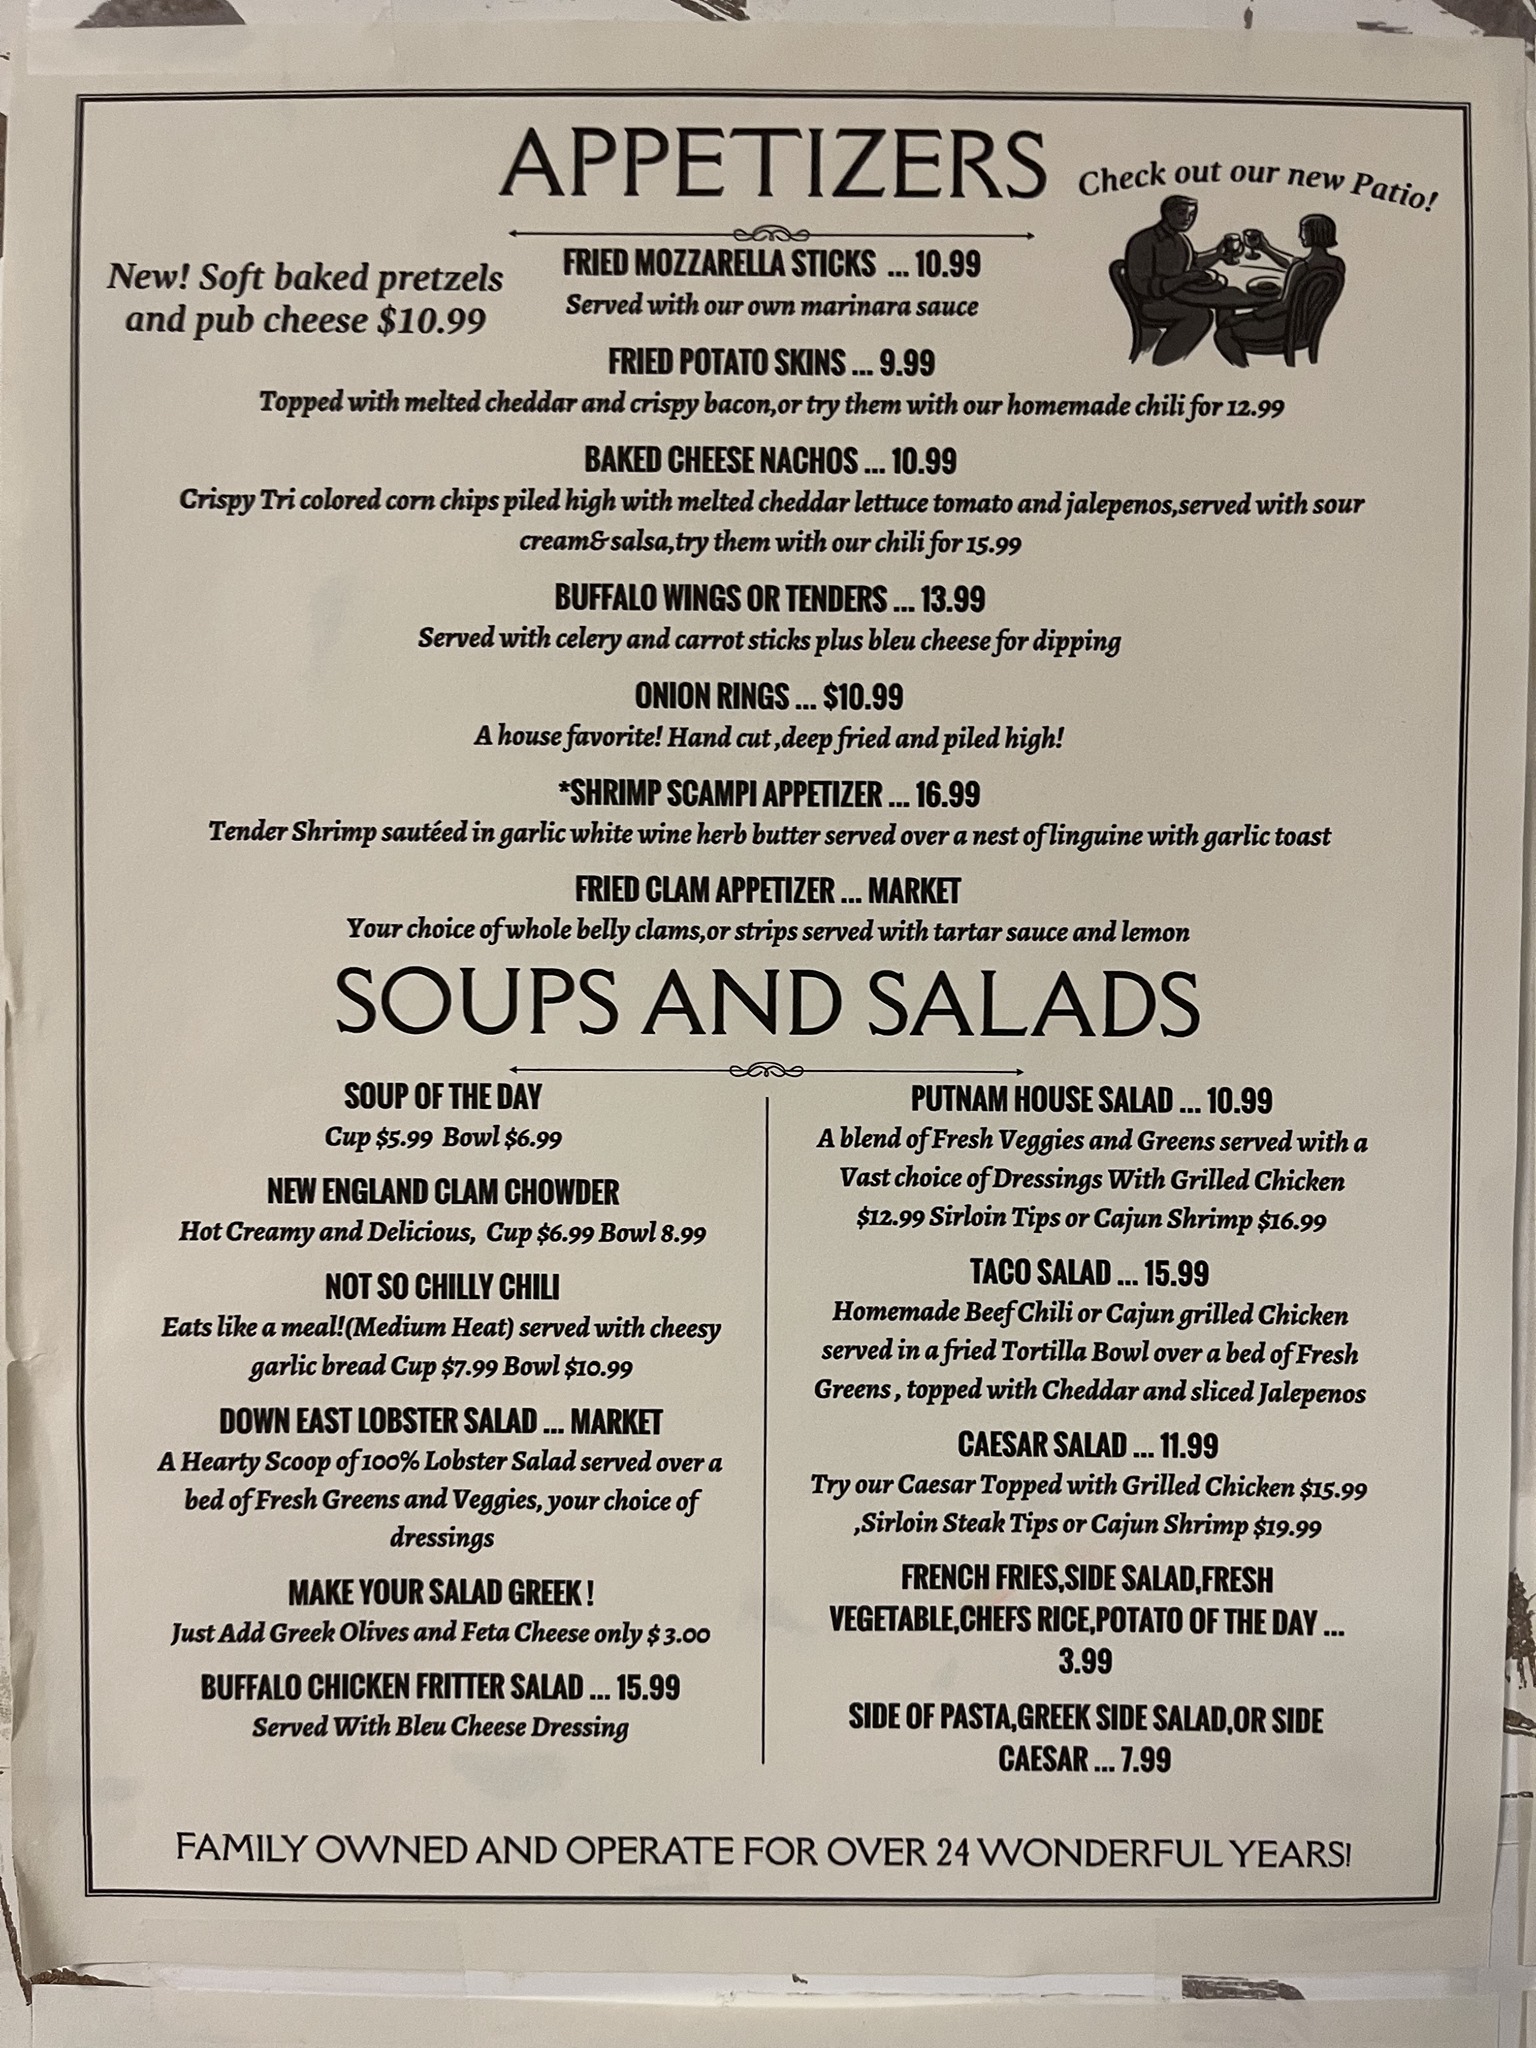 APPETIZERS
Check out our new Patio!
New! Soft baked pretzels
and pub cheese $10.99
FRIED MOZZARELLA STICKS ... 10.99
Served with our own marinara sauce
FRIED POTATO SKINS ... 9.99
Topped with melted cheddar and crispy bacon,or try them with our homemade chili for 12.99
BAKED CHEESE NACHOS ... 10.99
Crispy Tri colored corn chips piled high with melted cheddar lettuce tomato and jalepenos,served with sour
cream& salsa,try them with our chili for 15.99
BUFFALO WINGS OR TENDERS ... 13.99
Served with celery and carrot sticks plus bleu cheese for dipping
ONION RINGS ... $10.99
A house favorite! Hand cut ,deep fried and piled high!
*SHRIMP SCAMPI APPETIZER ... 16.99
Tender Shrimp sautéed in garlic white wine herb butter served over a nest of linguine with garlic toast
FRIED CLAM APPETIZER ... MARKET
Your choice of whole belly clams,or strips served with tartar sauce and lemon
SOUPS AND SALADS
SOUP OF THE DAY
Cup $5.99 Bowl $6.99
NEW ENGLAND CLAM CHOWDER
Hot Creamy and Delicious, Cup $6.99 Bowl 8.99
NOT SO CHILLY CHILI
Eats like a meal!(Medium Heat) served with cheesy
garlic bread Cup $7.99 Bowl $10.99
DOWN EAST LOBSTER SALAD ... MARKET
A Hearty Scoop of 100% Lobster Salad served over a
bed of Fresh Greens and Veggies, your choice of
dressings
MAKE YOUR SALAD GREEK !
Just Add Greek Olives and Feta Cheese only $ 3.00
BUFFALO CHICKEN FRITTER SALAD ... 15.99
Served With Bleu Cheese Dressing
PUTNAM HOUSE SALAD ... 10.99
A blend of Fresh Veggies and Greens served with a
Vast choice of Dressings With Grilled Chicken
$12.99 Sirloin Tips or Cajun Shrimp $16.99
TACO SALAD ... 15.99
Homemade Beef Chili or Cajun grilled Chicken
served in a fried Tortilla Bowl over a bed of Fresh
Greens , topped with Cheddar and sliced Jalepenos
CAESAR SALAD ... 11.99
Try our Caesar Topped with Grilled Chicken $15.99
,Sirloin Steak Tips or Cajun Shrimp $19.99
FRENCH FRIES,SIDE SALAD,FRESH
VEGETABLE,CHEFS RICE,POTATO OF THE DAY ...
3.99
SIDE OF PASTA,GREEK SIDE SALAD,OR SIDE
CAESAR ... 7.99
FAMILY OWNED AND OPERATE FOR OVER 24 WONDERFUL YEARS!